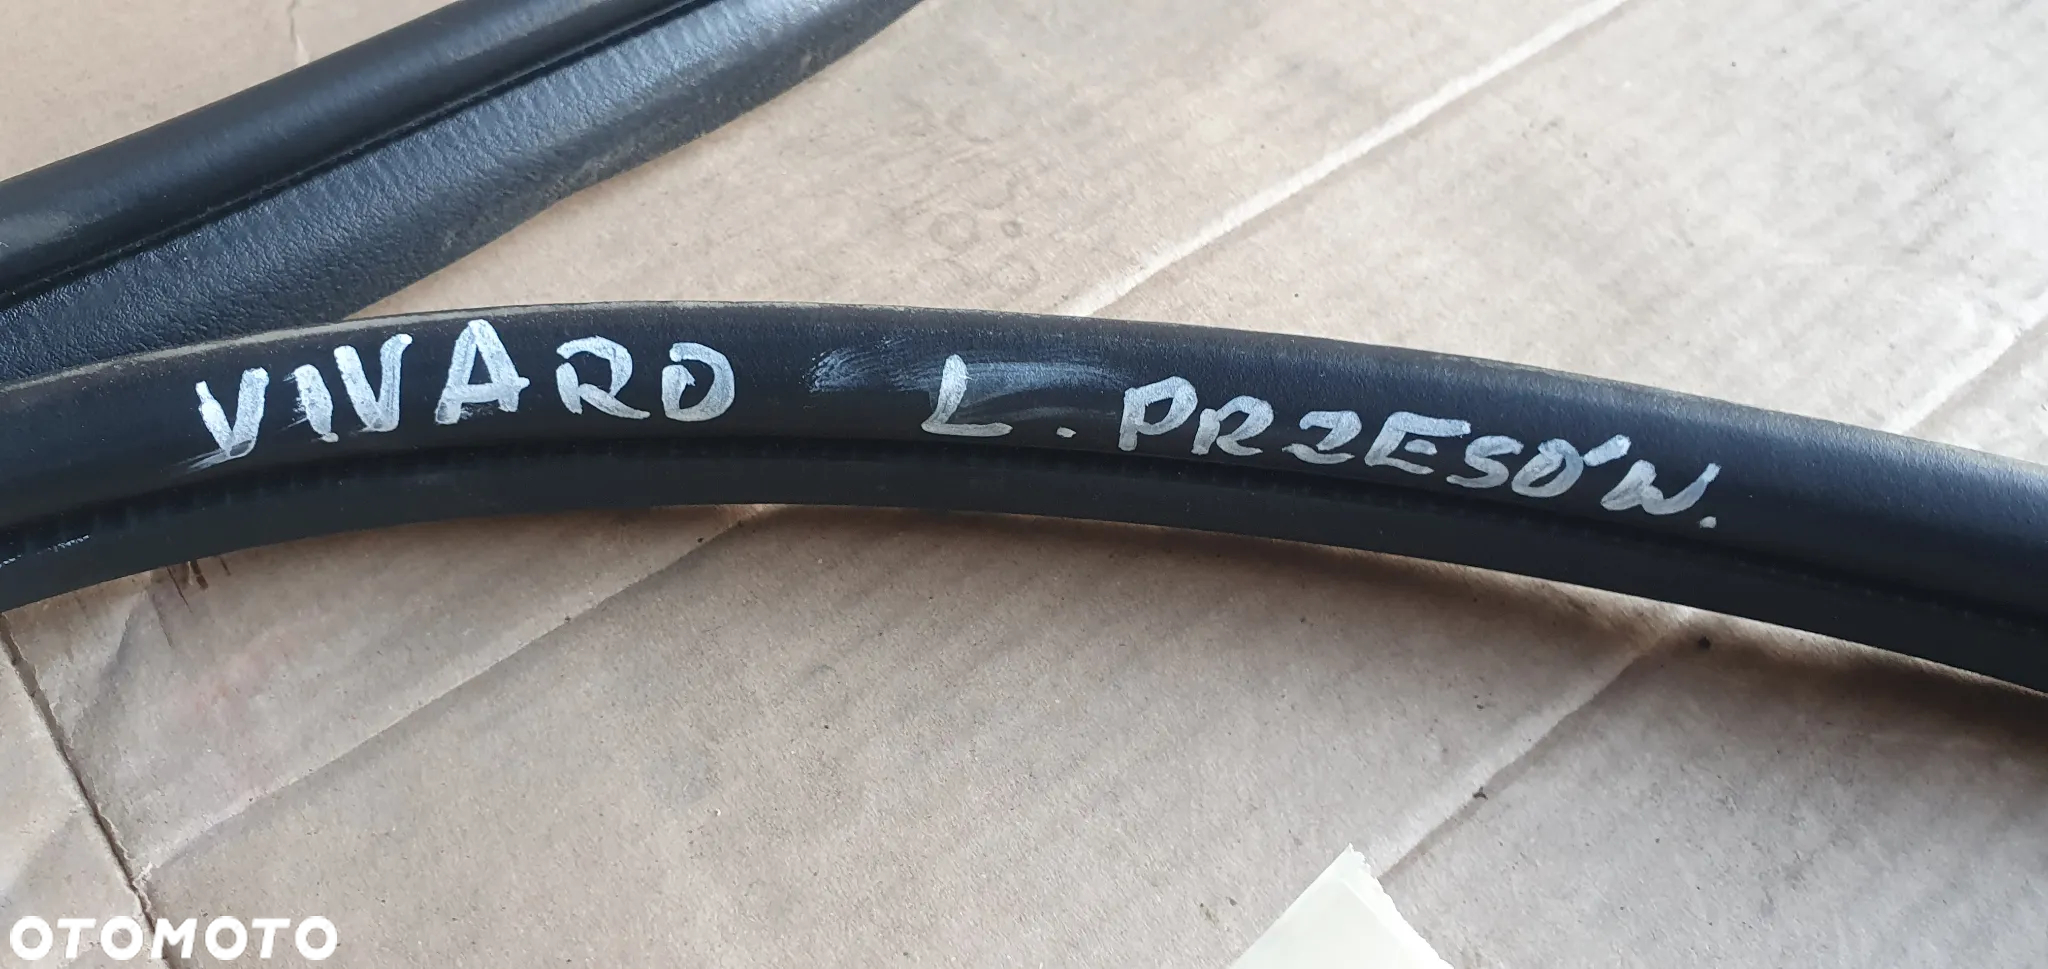 VIVARO L. PRZESÓW.
OTOMOTO